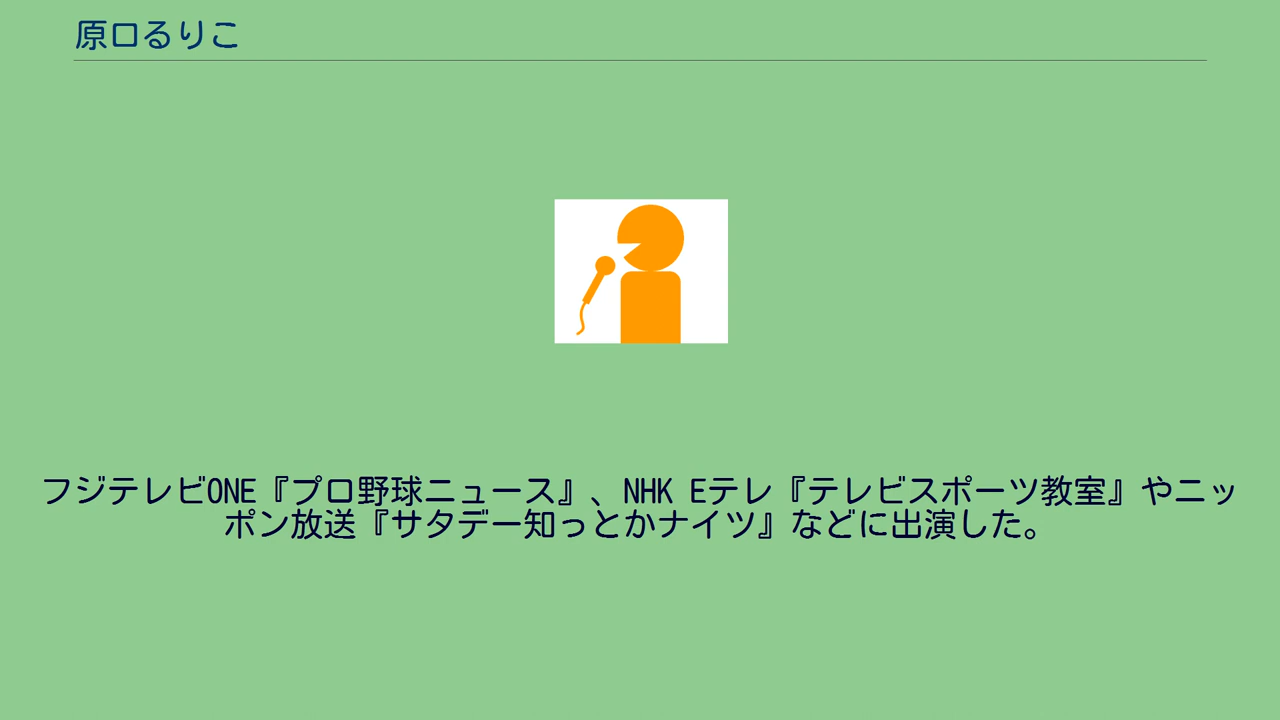 原口るりこ
フジテレビONE『プロ野球ニュース』、NHK Eテレ『テレビスポーツ教室』やニッ
ポン放送『サタデー知っとかナイツ』などに出演した。